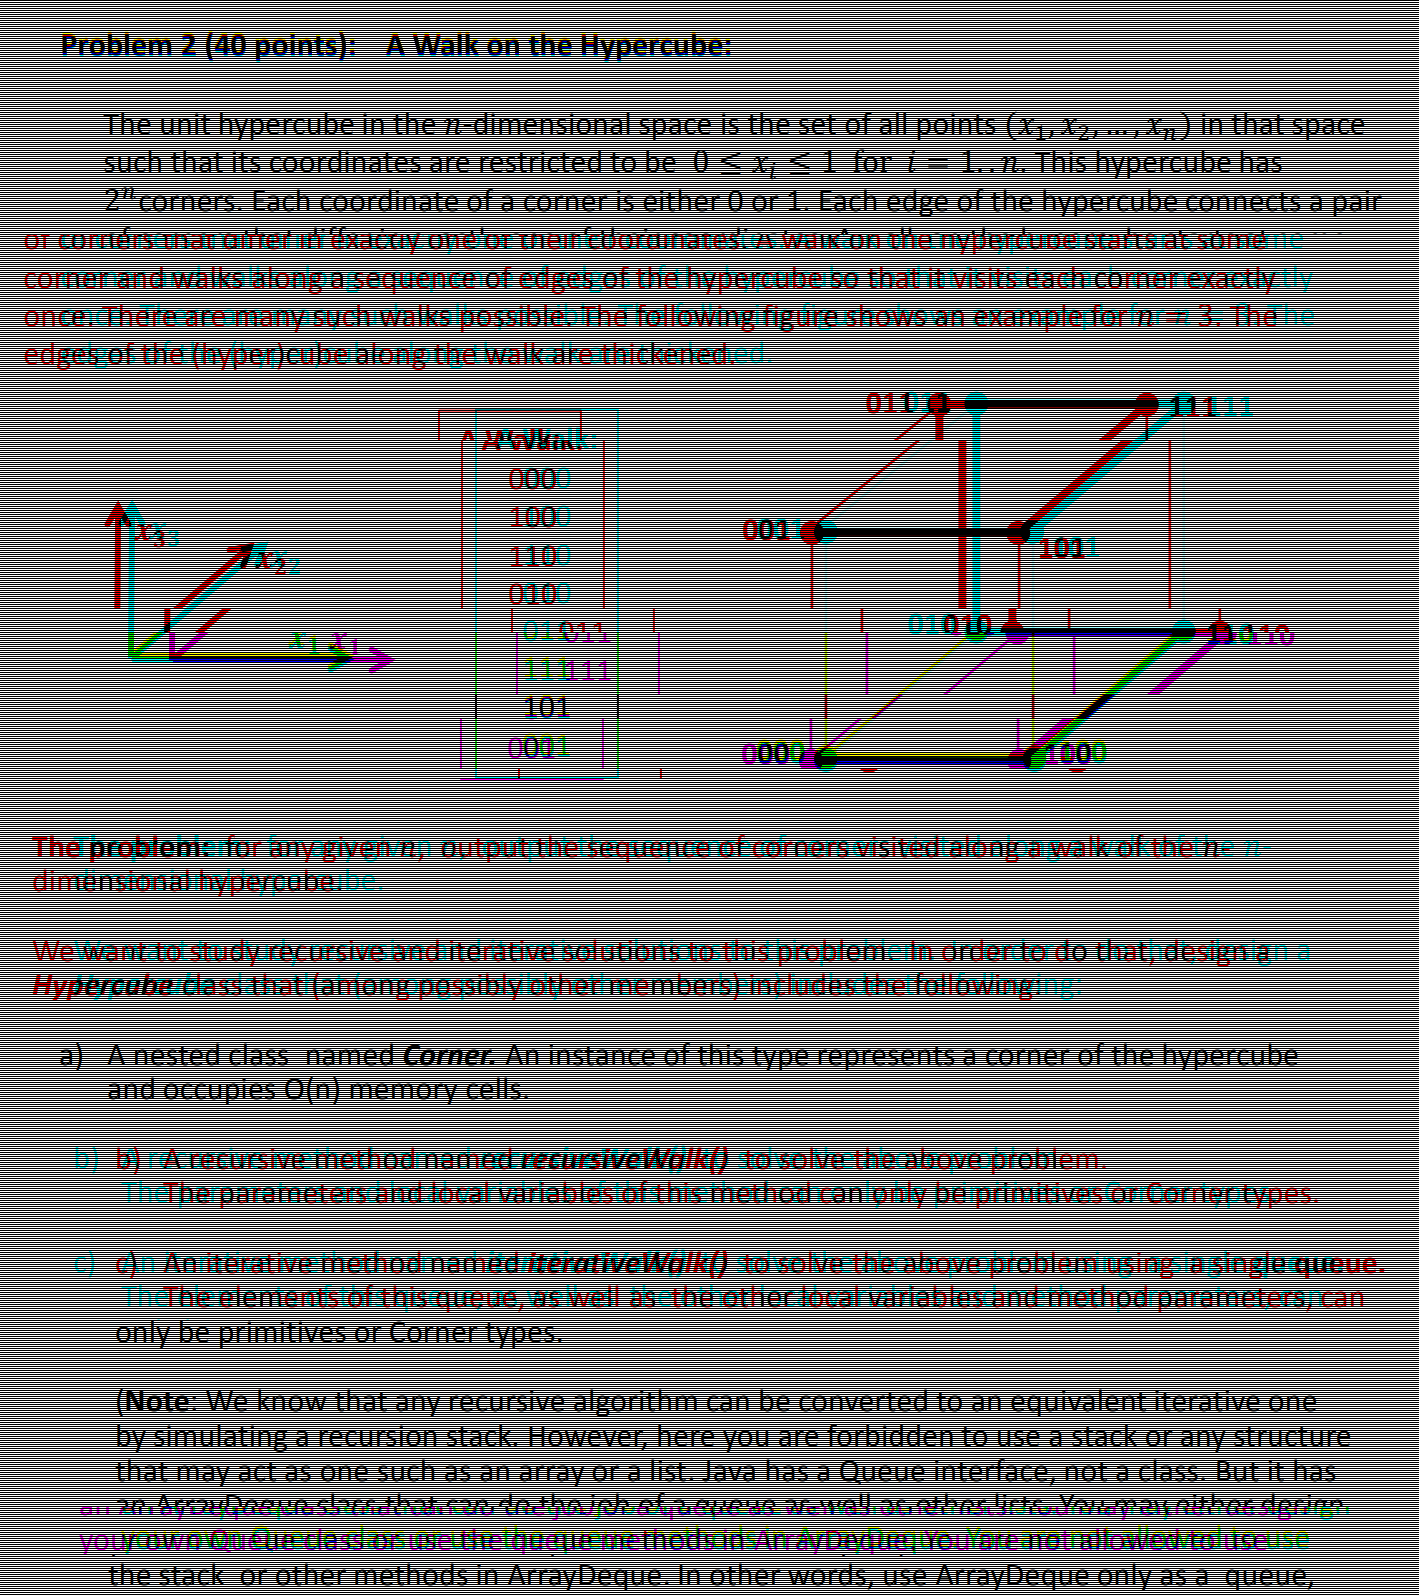 Problem 2 (40 points): A Walk on the Hypercube:
The unit hypercube in the n-dimensional space is the set of all points (x₁, x₂, ..., xₙ) in that space
such that its coordinates are restricted to be 0 ≤ xᵢ ≤ 1 for i = 1..n. This hypercube has
2ⁿ corners. Each coordinate of a corner is either 0 or 1. Each edge of the hypercube connects a pair
of corners that differ in exactly one of their coordinates. A walk on the hypercube starts at some
corner and walks along a sequence of edges of the hypercube so that it visits each corner exactly
once. There are many such walks possible. The following figure shows an example for n = 3. The
edges of the (hyper)cube along the walk are thickened.
011 111
A Walk:
000
100
001
x₃
101
110
x₂
010
010 110
011
x₁
111
101
001
000 100
The problem: for any given n, output the sequence of corners visited along a walk of the n-
dimensional hypercube.
We want to study recursive and iterative solutions to this problem. In order to do that, design a
Hypercube class that (among possibly other members) includes the following:
a) A nested class named Corner. An instance of this type represents a corner of the hypercube
and occupies O(n) memory cells.
b) A recursive method named recursiveWalk() to solve the above problem.
The parameters and local variables of this method can only be primitives or Corner types.
c) An iterative method named iterativeWalk() to solve the above problem using a single queue.
The elements of this queue, as well as the other local variables and method parameters, can
only be primitives or Corner types.
(Note: We know that any recursive algorithm can be converted to an equivalent iterative one
by simulating a recursion stack. However, here you are forbidden to use a stack or any structure
that may act as one such as an array or a list. Java has a Queue interface, not a class. But it has
an ArrayDeque class that can do the job of a queue as well as other lists. You may either design
your own Queue class or use the queue methods in ArrayDeque. You are not allowed to use
the stack or other methods in ArrayDeque. In other words, use ArrayDeque only as a queue,